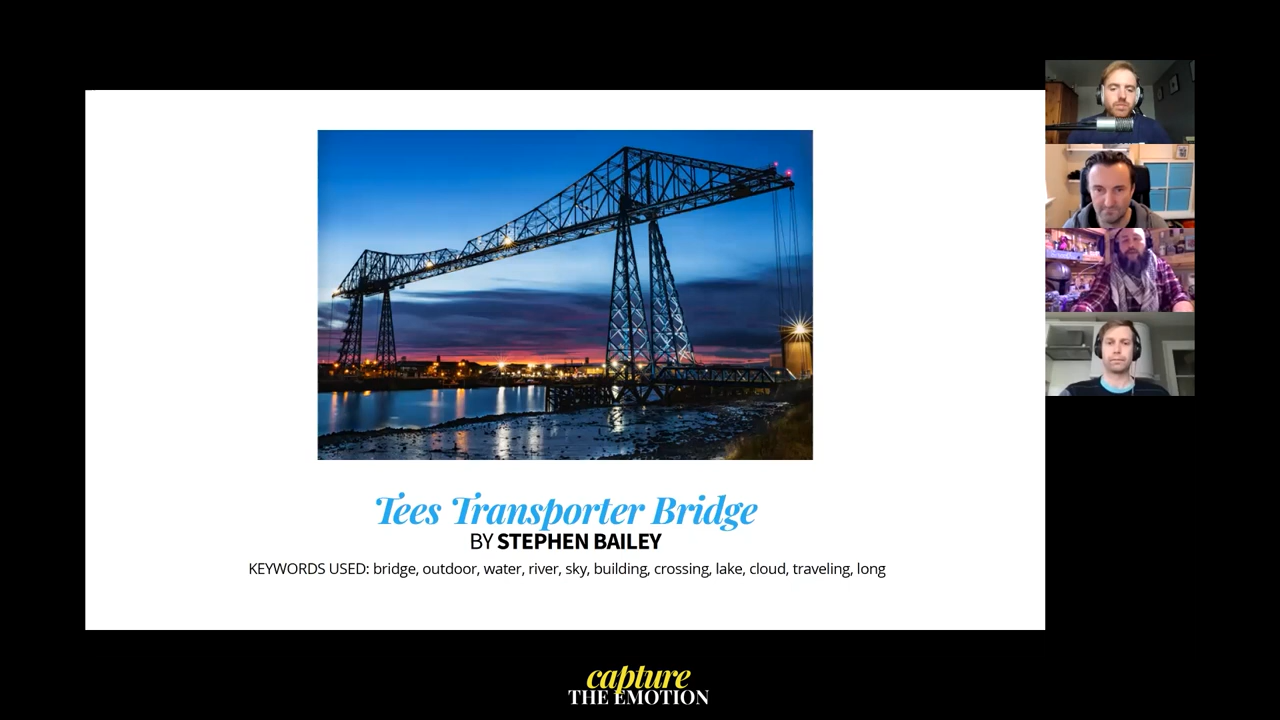 Tees Transporter Bridge
BY STEPHEN BAILEY
KEYWORDS USED: bridge, outdoor, water, river, sky, building, crossing, lake, cloud, traveling, long
capture
THE EMOTION